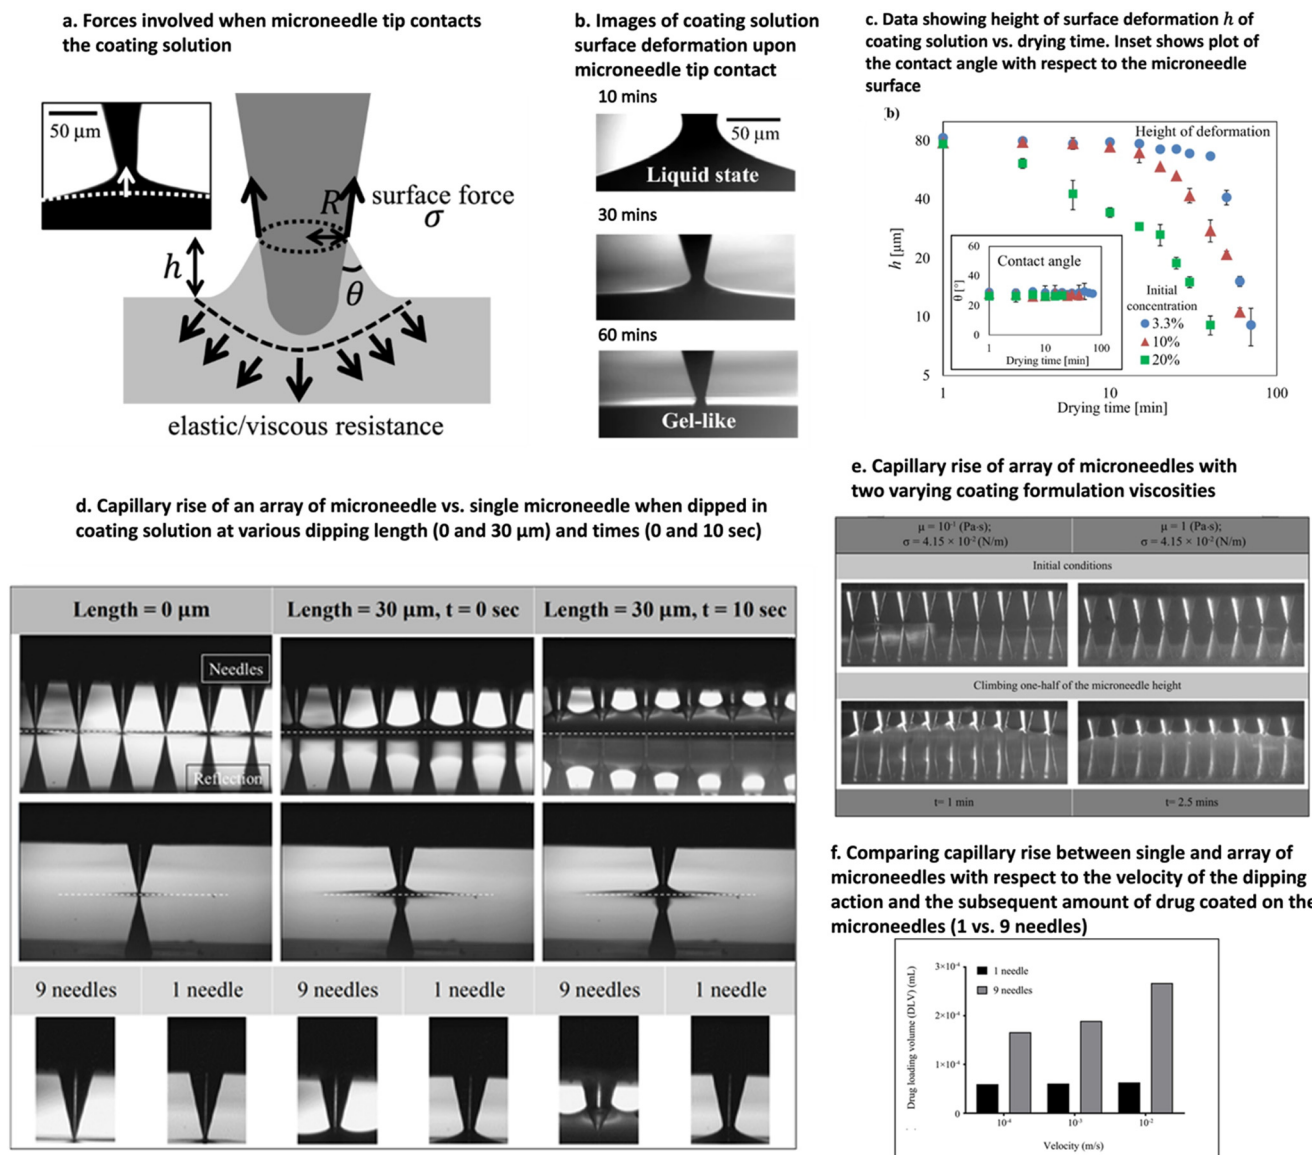 a. Forces involved when microneedle tip contacts
the coating solution
50 μm
R
surface force
σ
h
θ
elastic/viscous resistance
b. Images of coating solution
surface deformation upon
microneedle tip contact
10 mins
50 μm
Liquid state
30 mins
60 mins
Gel-like
c. Data showing height of surface deformation h of
coating solution vs. drying time. Inset shows plot of
the contact angle with respect to the microneedle
surface
b)
Height of deformation
80
40
20
10
5
h [μm]
60
40
20
0
θ [°]
Contact angle
1
10
100
Drying time [min]
Initial
concentration
3.3%
10%
20%
1
10
100
Drying time [min]
d. Capillary rise of an array of microneedle vs. single microneedle when dipped in
coating solution at various dipping length (0 and 30 μm) and times (0 and 10 sec)
Length = 0 μm
Length = 30 μm, t = 0 sec
Length = 30 μm, t = 10 sec
Needles
Reflection
9 needles
1 needle
9 needles
1 needle
9 needles
1 needle
e. Capillary rise of array of microneedles with
two varying coating formulation viscosities
μ = 10⁻¹ (Pa·s);
σ = 4.15 × 10⁻² (N/m)
μ = 1 (Pa·s);
σ = 4.15 × 10⁻² (N/m)
Initial conditions
Climbing one-half of the microneedle height
t= 1 min
t= 2.5 mins
f. Comparing capillary rise between single and array of
microneedles with respect to the velocity of the dipping
action and the subsequent amount of drug coated on the
microneedles (1 vs. 9 needles)
Drug loading volume (DLV) (mL)
3×10⁻⁴
2×10⁻⁴
1×10⁻⁴
0
1 needle
9 needles
10⁻⁴
10⁻³
10⁻²
Velocity (m/s)